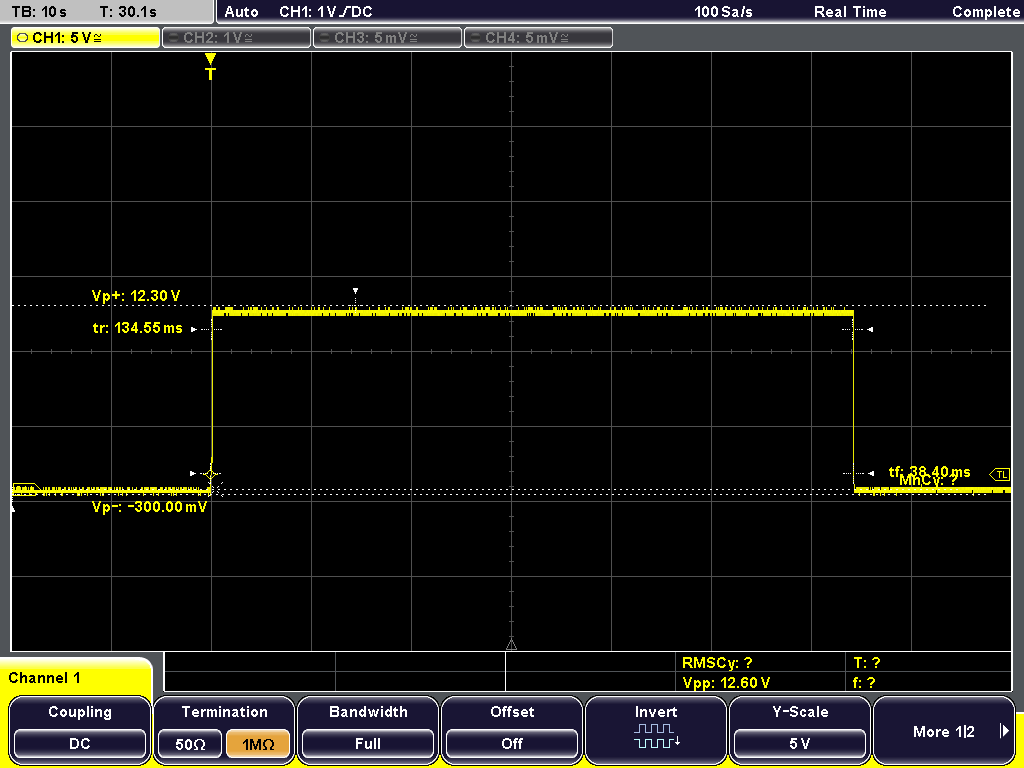 TB: 10 s T: 30.1 s Auto CH1: 1 V DC 100 Sa/s Real Time Complete
CH1: 5 V≅ CH2: 1 V≅ CH3: 5 mV≅ CH4: 5 mV≅
T
Vp+: 12.30 V
tr: 134.55 ms
tf: 38.40 ms
TL
MnCy: ?
Vp-: -300.00 mV
RMSCy: ? T: ?
Vpp: 12.60 V f: ?
Channel 1
Coupling Termination Bandwidth Offset Invert Y-Scale More 1|2
DC 50Ω 1MΩ Full Off 5 V